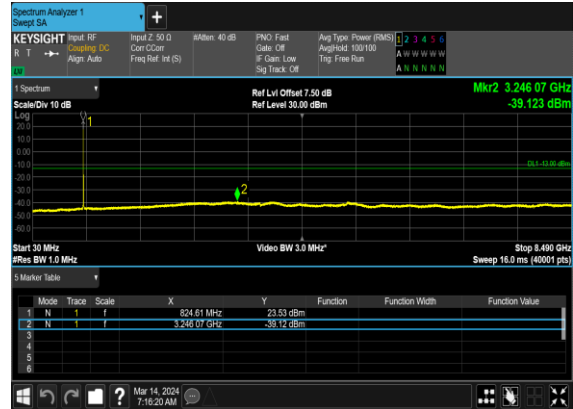 Spectrum Analyzer 1
Swept SA
+
KEYSIGHT Input: RF Input Z: 50 Ω #Atten: 40 dB PNO: Fast Avg Type: Power (RMS) 1 2 3 4 5 6
R T Coupling: DC Corr CCorr Gate: Off Avg|Hold: 100/100 A W W W W W
Align: Auto Freq Ref: Int (S) IF Gain: Low Trig: Free Run
Sig Track: Off A N N N N N
1 Spectrum
Ref Lvl Offset 7.50 dB Mkr2 3.246 07 GHz
Scale/Div 10 dB Ref Level 30.00 dBm -39.123 dBm
Log
1
20.0
10.0
0.00
-10.0
DL1 -13.00 dBm
-20.0
-30.0
2
-40.0
-50.0
-60.0
Start 30 MHz Video BW 3.0 MHz* Stop 8.490 GHz
#Res BW 1.0 MHz Sweep 16.0 ms (40001 pts)
5 Marker Table
Mode Trace Scale X Y Function Function Width Function Value
1 N 1 f 824.61 MHz 23.53 dBm
2 N 1 f 3.246 07 GHz -39.12 dBm
3
4
5
6
?
Mar 14, 2024
7:16:20 AM